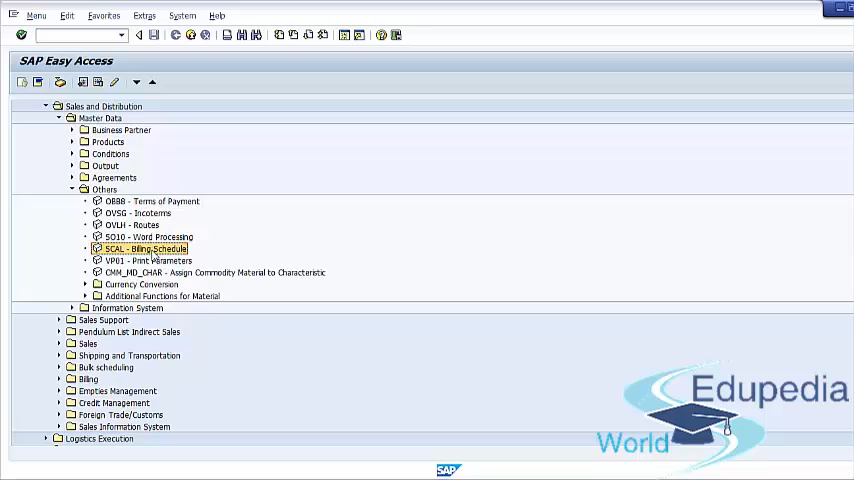 Menu Edit Favorites Extras System Help
SAP Easy Access
Sales and Distribution
Master Data
Business Partner
Products
Conditions
Output
Agreements
Others
OBB8 - Terms of Payment
OVSG - Incoterms
OVLH - Routes
SO10 - Word Processing
SCAL - Billing Schedule
VP01 - Print Parameters
CMM_MD_CHAR - Assign Commodity Material to Characteristic
Currency Conversion
Additional Functions for Material
Information System
Sales Support
Pendulum List Indirect Sales
Sales
Shipping and Transportation
Bulk scheduling
Billing
Empties Management
Credit Management
Foreign Trade/Customs
Sales Information System
Logistics Execution
Edupedia
World
SAP